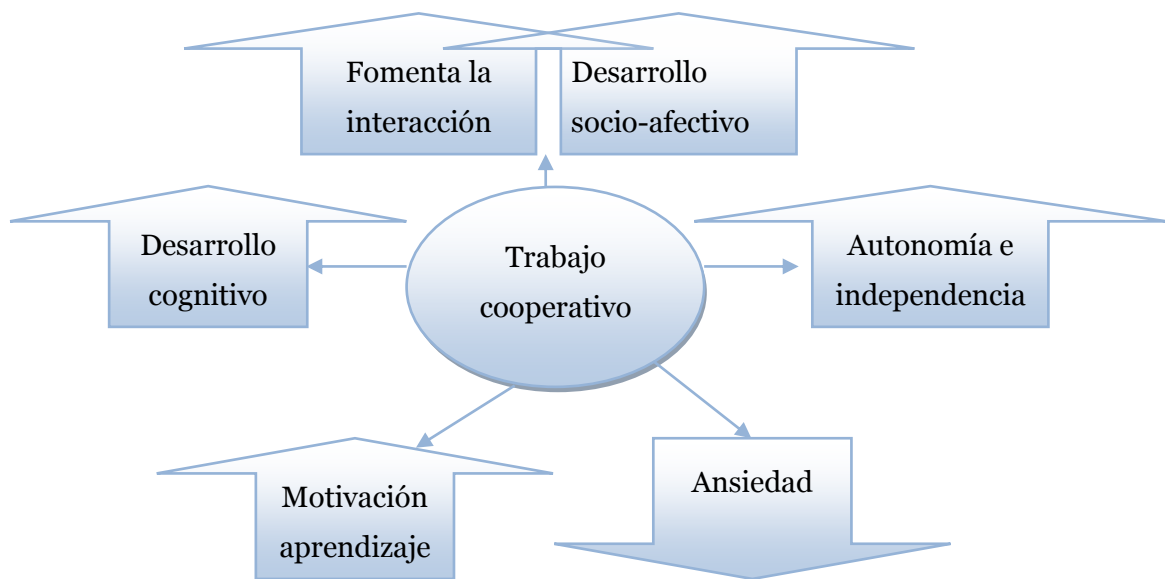 Fomenta la
interacción
Desarrollo
socio-afectivo
Desarrollo
cognitivo
Trabajo
cooperativo
Autonomía e
independencia
Motivación
aprendizaje
Ansiedad